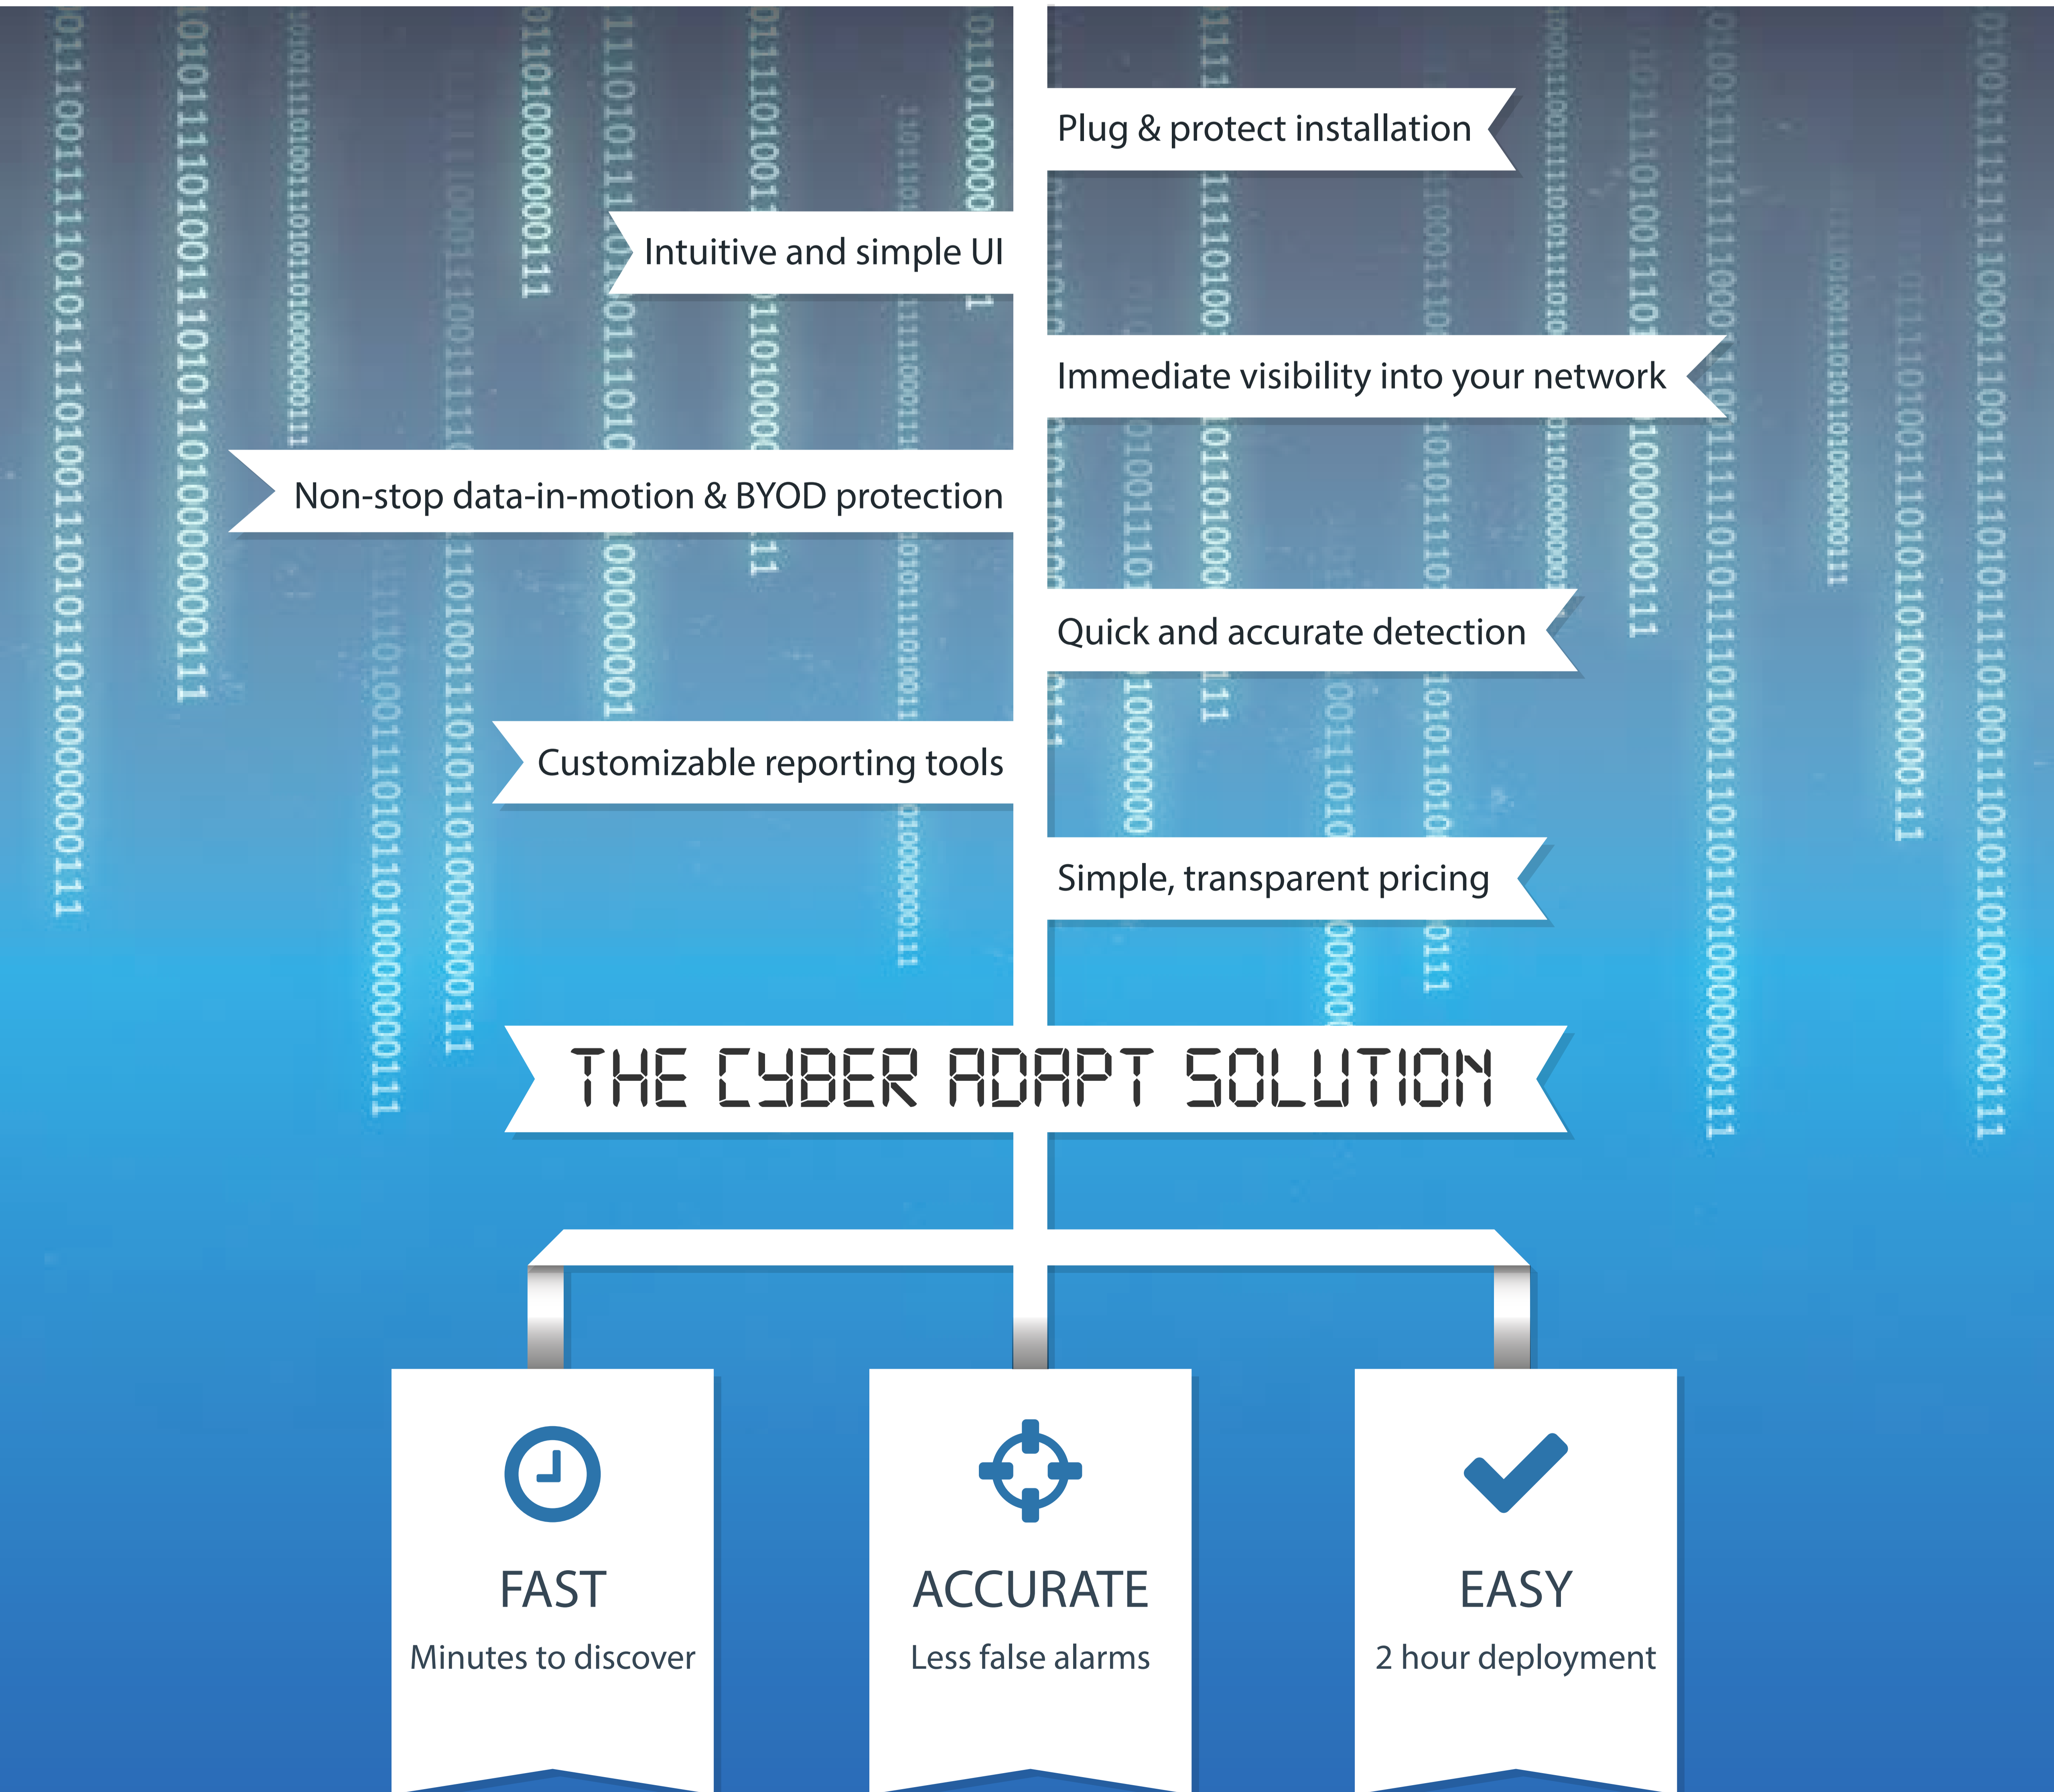 Plug & protect installation
Intuitive and simple UI
Immediate visibility into your network
Non-stop data-in-motion & BYOD protection
Quick and accurate detection
Customizable reporting tools
Simple, transparent pricing
THE CYBER ADAPT SOLUTION
FAST
Minutes to discover
ACCURATE
Less false alarms
EASY
2 hour deployment